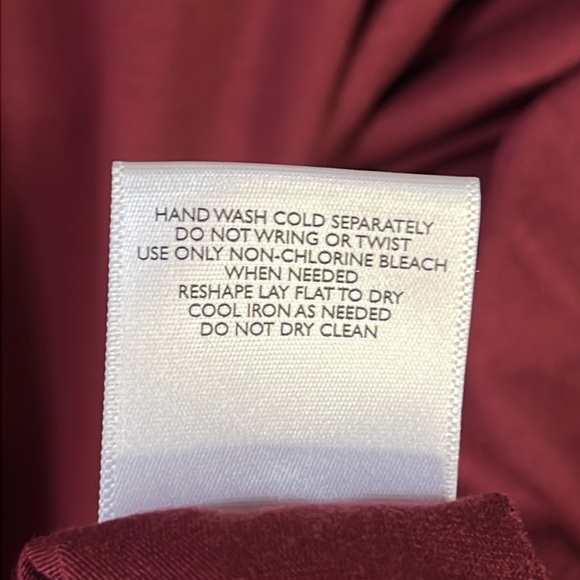 HAND WASH COLD SEPARATELY
DO NOT WRING OR TWIST
USE ONLY NON-CHLORINE BLEACH
WHEN NEEDED
RESHAPE LAY FLAT TO DRY
COOL IRON AS NEEDED
DO NOT DRY CLEAN